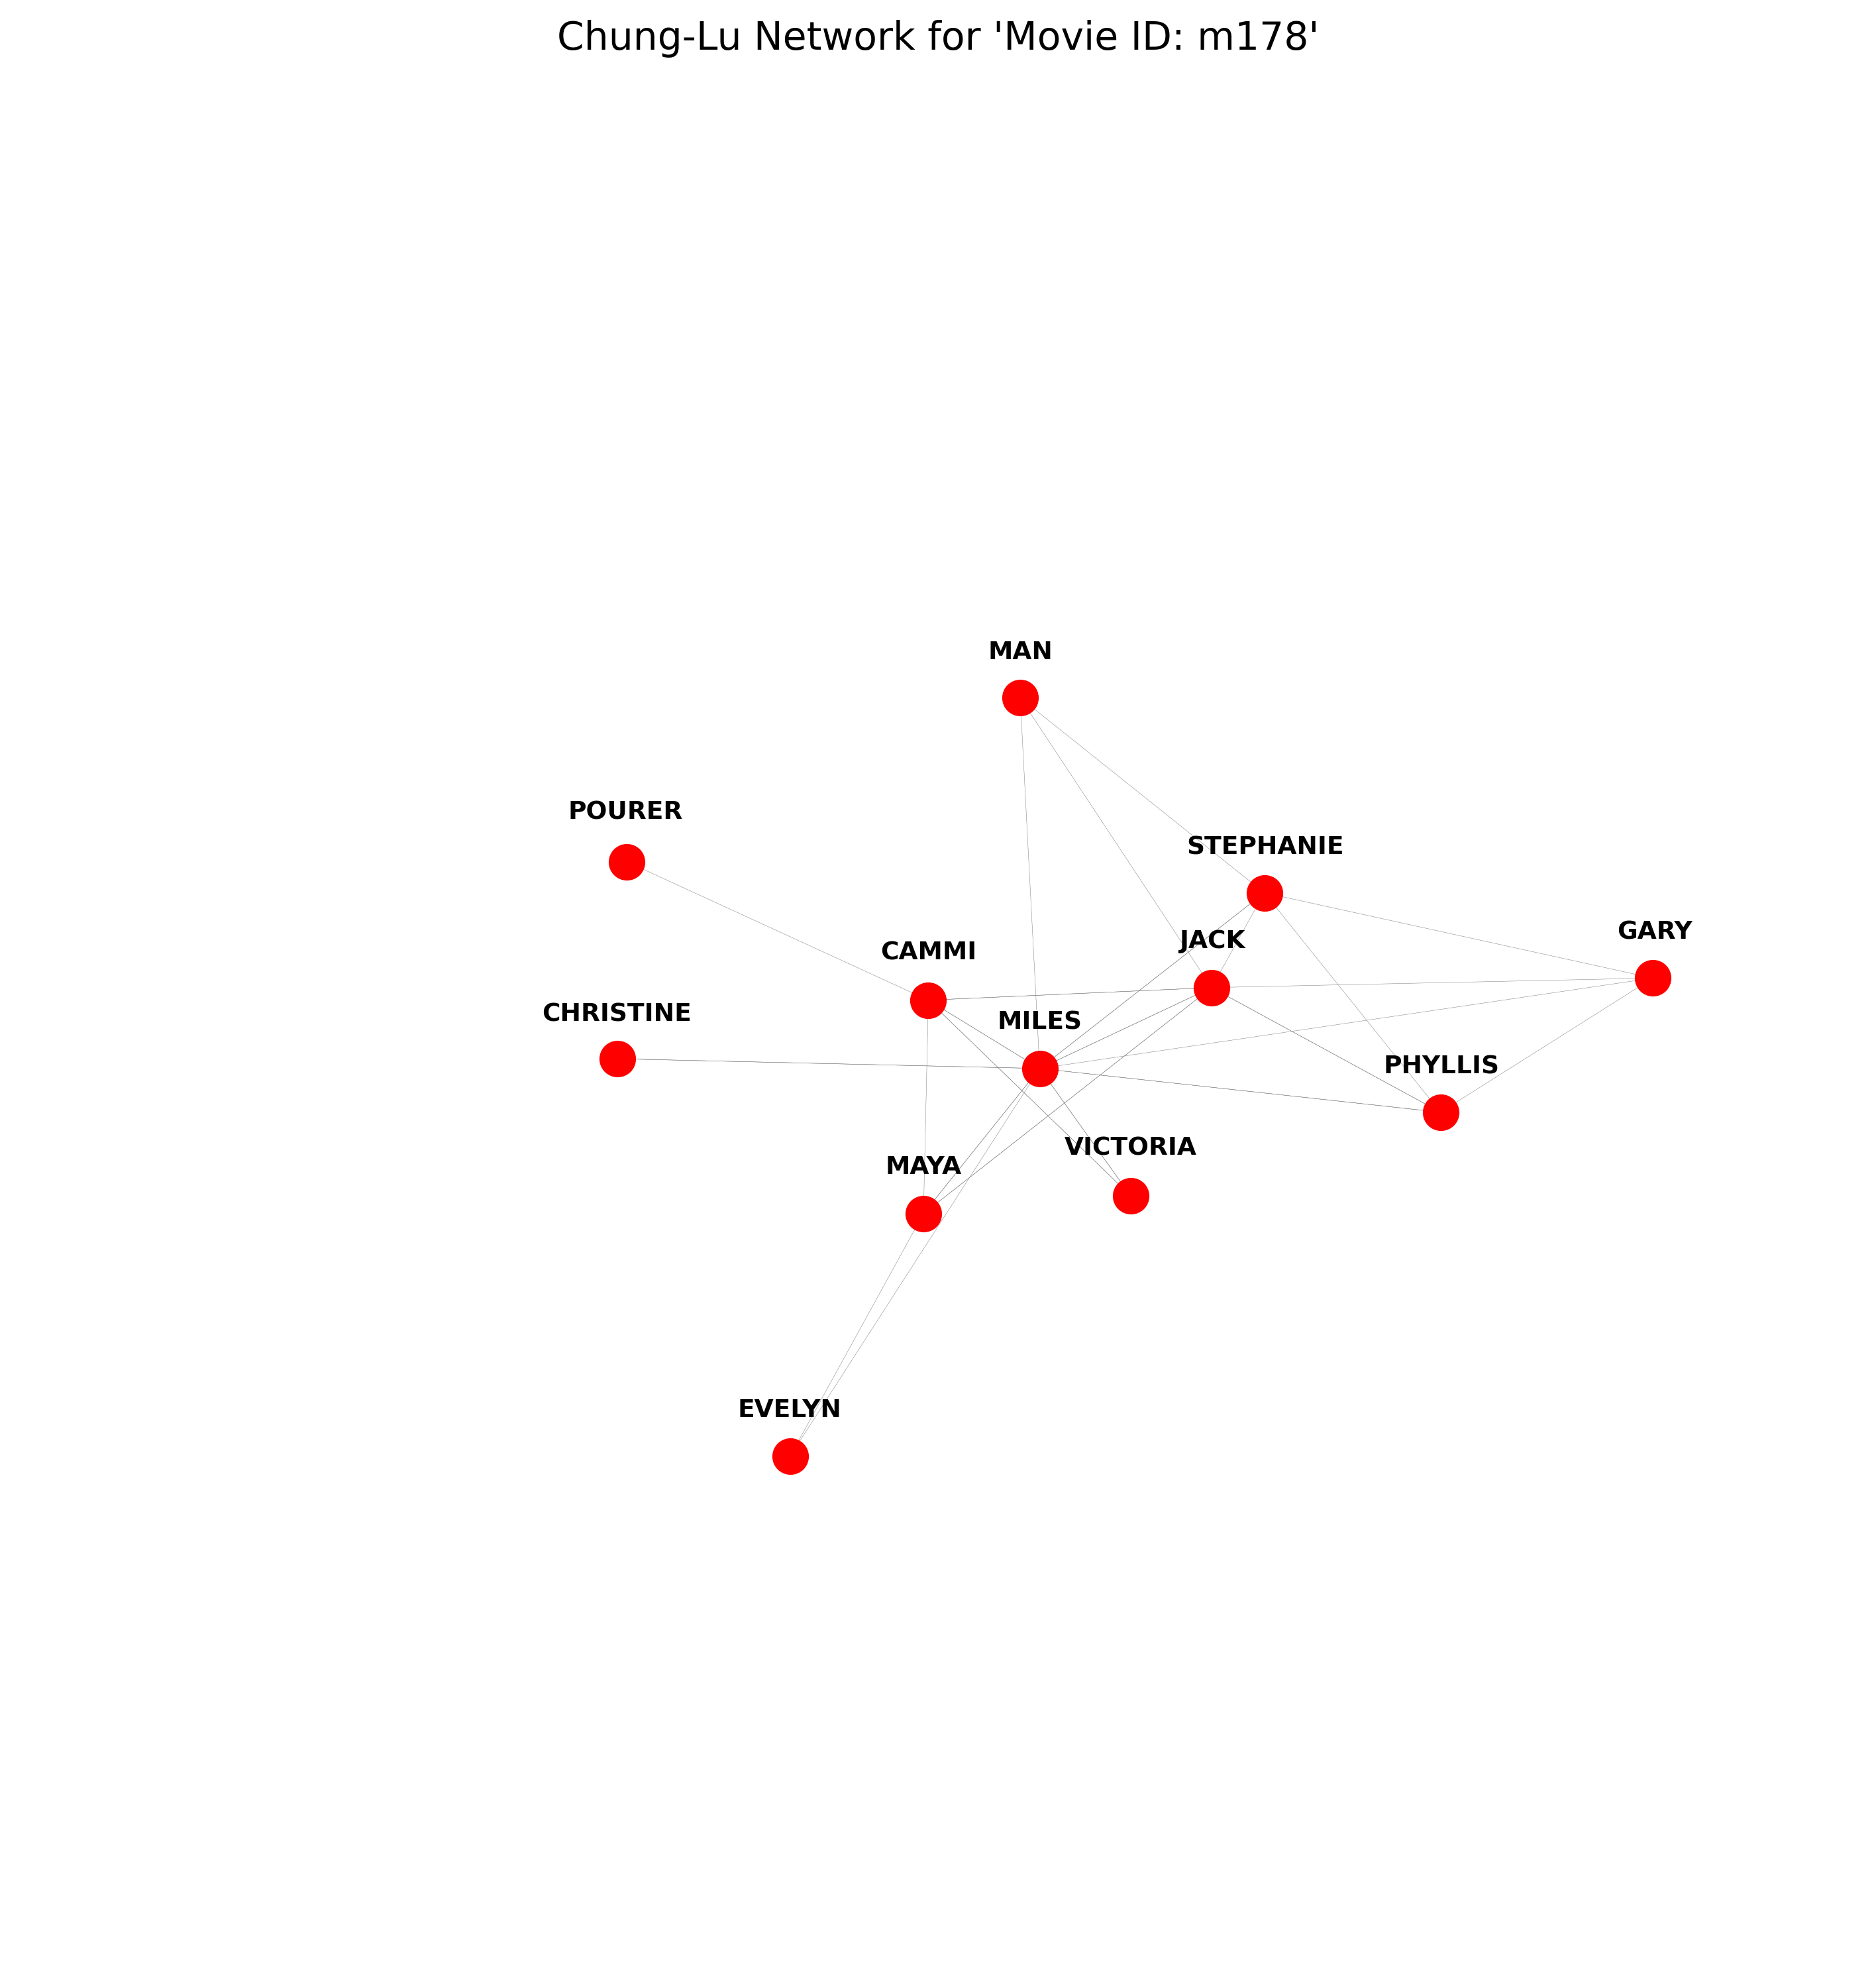 Chung-Lu Network for 'Movie ID: m178'
MAN
POURER
STEPHANIE
GARY
JACK
CAMMI
CHRISTINE
MILES
PHYLLIS
VICTORIA
MAYA
EVELYN